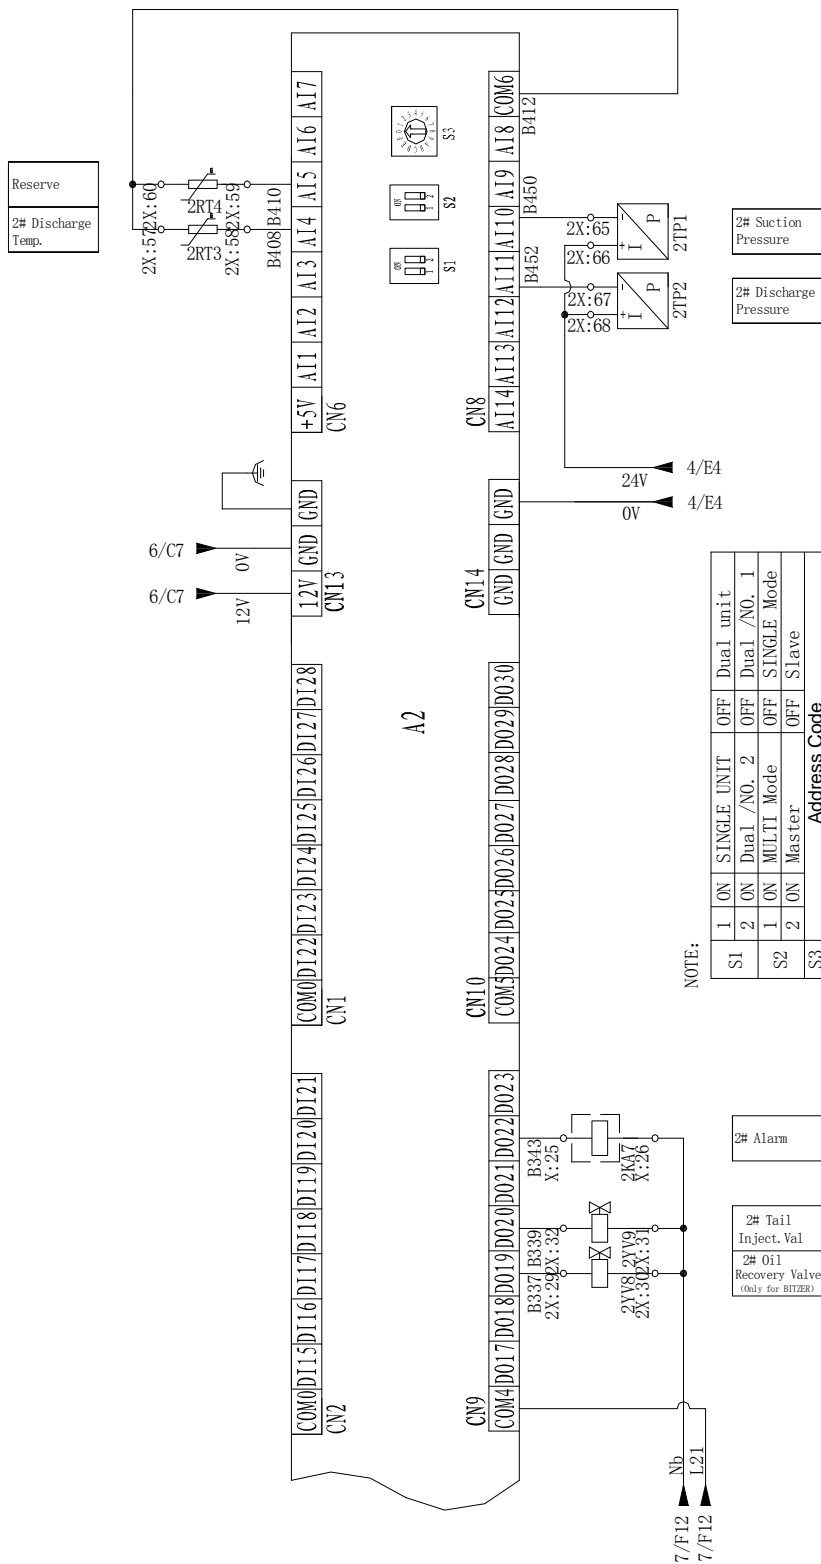 Reserve
2# Discharge
Temp.
2X:60
2RT4
2X:59
B410
2X:57
2RT3
2X:58
B408
AI7
AI6
AI5
AI4
AI3
AI2
AI1
+5V
CN6
S3
ON
1 2
S2
ON
1 2
S1
COM6
AI8
AI9
AI10
AI11
AI12
AI13
AI14
CN8
B412
B450
B452
2X:65
2X:66
- P
+ I
2TP1
2X:67
2X:68
- P
+ I
2TP2
2# Suction
Pressure
2# Discharge
Pressure
24V
4/E4
0V
4/E4
6/C7
0V
6/C7
12V
GND
GND
12V
CN13
GND
GND
GND
CN14
A2
DI28
DI27
DI26
DI25
DI24
DI23
DI22
COM0
CN1
DO30
DO29
DO28
DO27
DO26
DO25
DO24
COM5
CN10
NOTE:
S1 1 ON SINGLE UNIT OFF Dual unit
2 ON Dual /NO. 2 OFF Dual /NO. 1
S2 1 ON MULTI Mode OFF SINGLE Mode
2 ON Master OFF Slave
S3 Address Code
DI21
DI20
DI19
DI18
DI17
DI16
DI15
COM0
CN2
DO23
DO22
DO21
DO20
DO19
DO18
DO17
COM4
CN9
B343
X:25
2KA7
X:26
B339
2X:32
2YV9
2X:31
B337
2X:29
2YV8
2X:30
2# Alarm
2# Tail
Inject.Val
2# Oil
Recovery Valve
(Only for BITZER)
Nb
L21
7/F12
7/F12